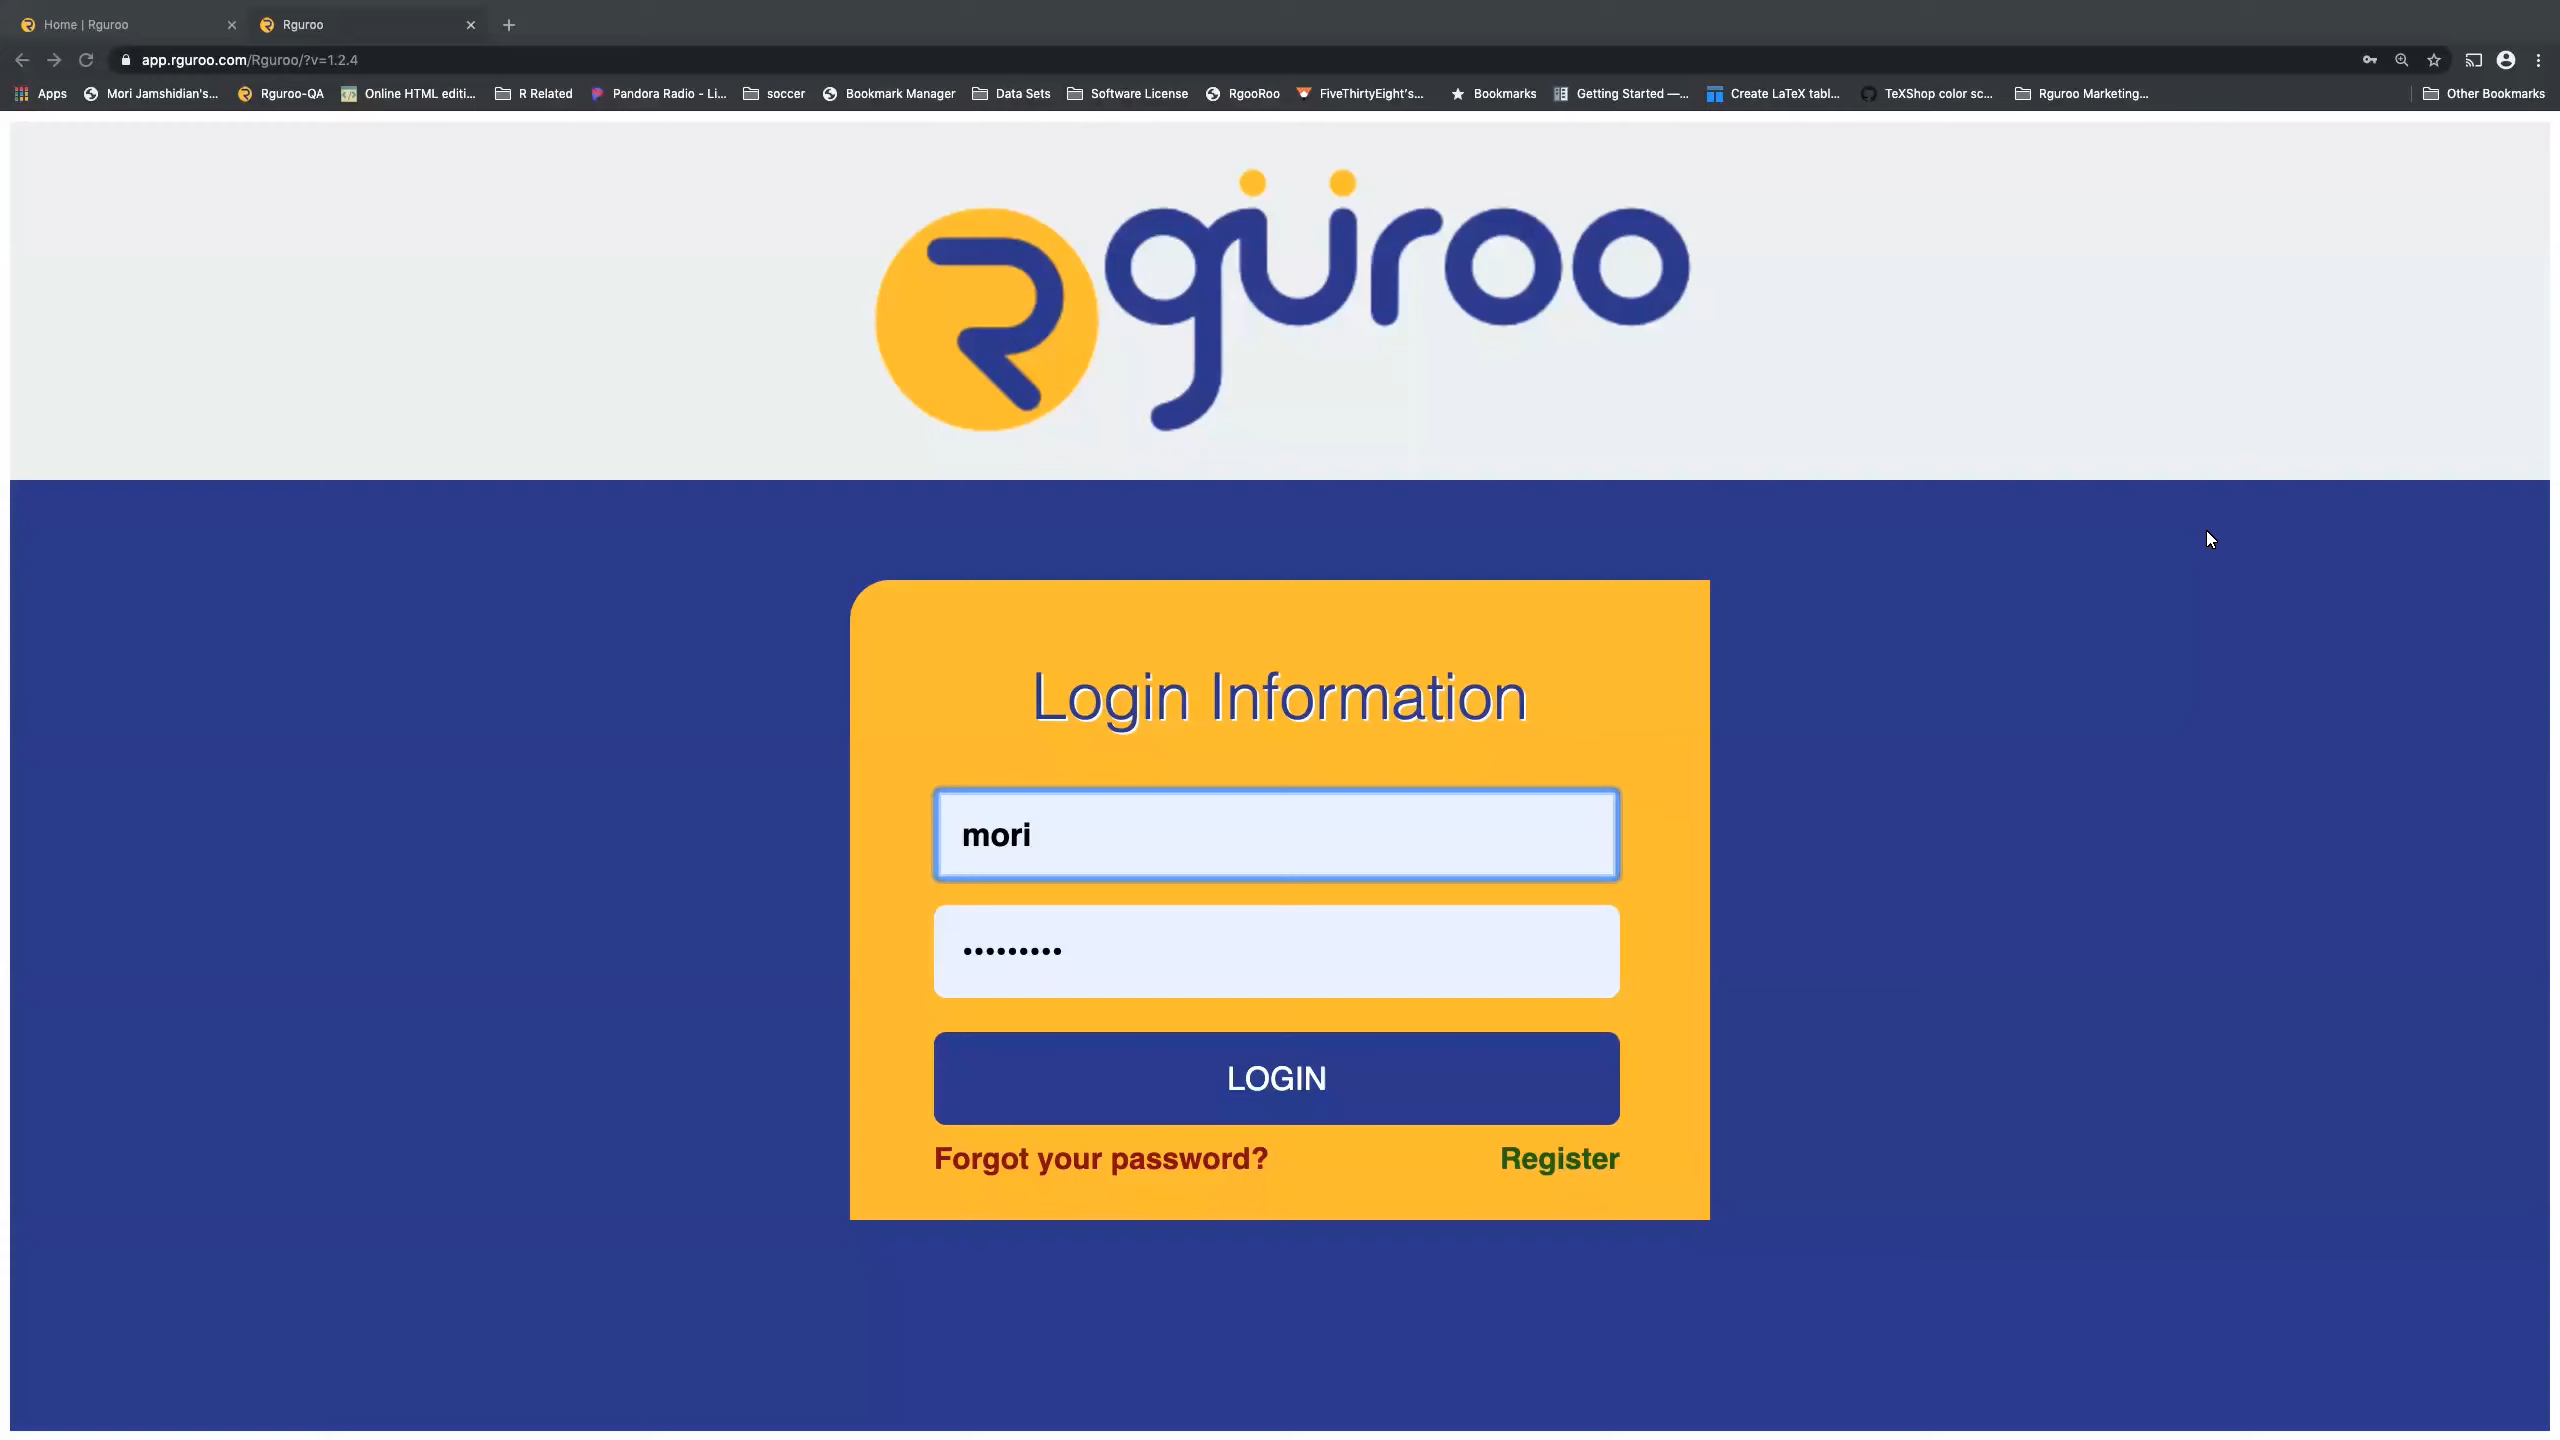 Home | Rguroo
Rguroo
app.rguroo.com/Rguroo/?v=1.2.4
Apps Mori Jamshidian's... Rguroo-QA Online HTML editi... R Related Pandora Radio - Li... soccer Bookmark Manager Data Sets Software License RgooRoo FiveThirtyEight's... Bookmarks Getting Started —... Create LaTeX tabl... TeXShop color sc... Rguroo Marketing... Other Bookmarks
Rgüroo
Login Information
mori
•••••••••
LOGIN
Forgot your password? Register